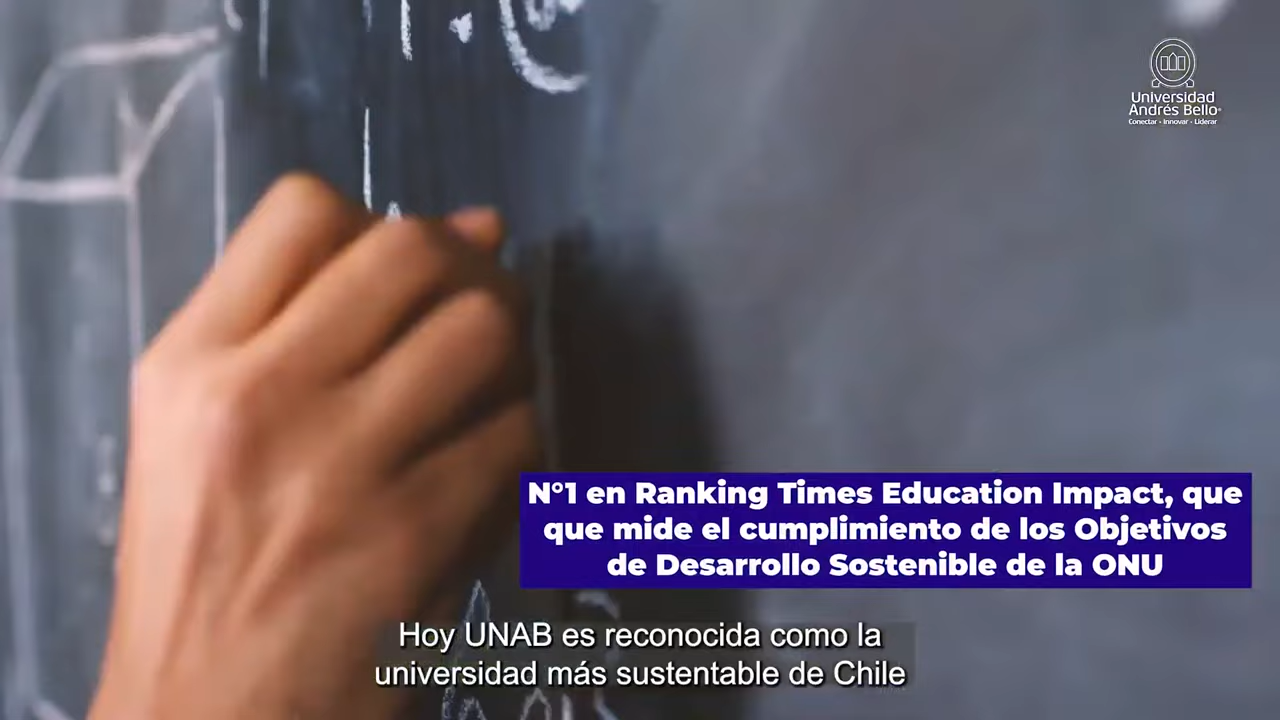 Universidad
Andrés Bello®
Conectar • Innovar • Liderar
N°1 en Ranking Times Education Impact, que
que mide el cumplimiento de los Objetivos
de Desarrollo Sostenible de la ONU
Hoy UNAB es reconocida como la
universidad más sustentable de Chile